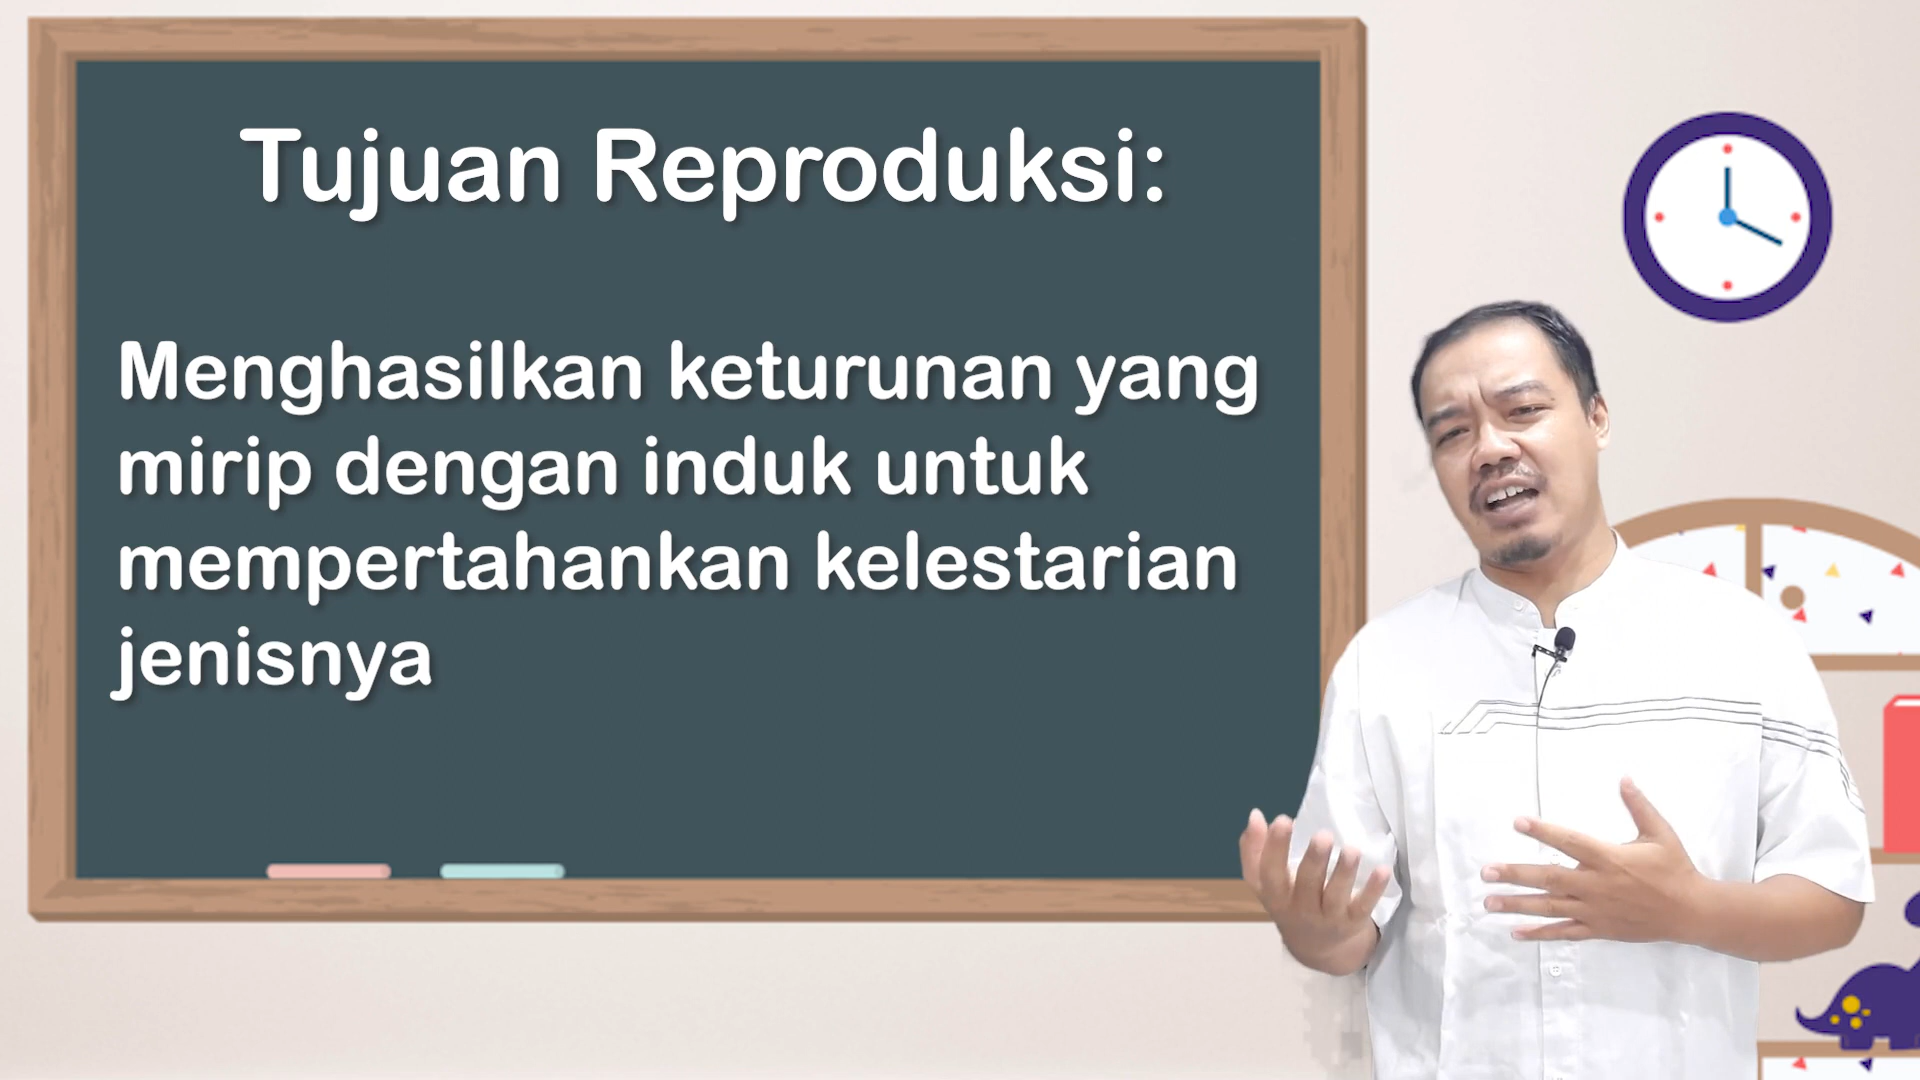 Tujuan Reproduksi:
Menghasilkan keturunan yang
mirip dengan induk untuk
mempertahankan kelestarian
jenisnya